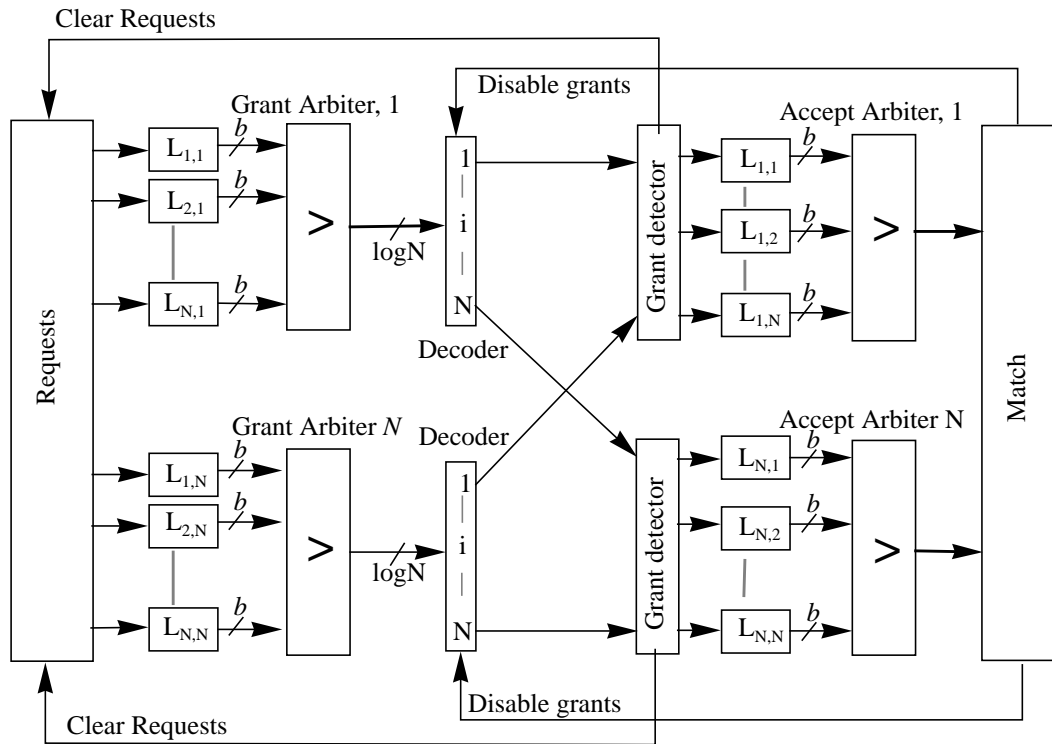 Clear Requests
Disable grants
Grant Arbiter, 1
Accept Arbiter, 1
Requests
L1,1
b
L2,1
b
LN,1
b
>
logN
1
i
N
Decoder
Grant detector
L1,1
b
L1,2
b
L1,N
b
>
Match
Grant Arbiter N
Decoder
Accept Arbiter N
L1,N
b
L2,N
b
LN,N
b
>
logN
1
i
N
Grant detector
LN,1
b
LN,2
b
LN,N
b
>
Disable grants
Clear Requests